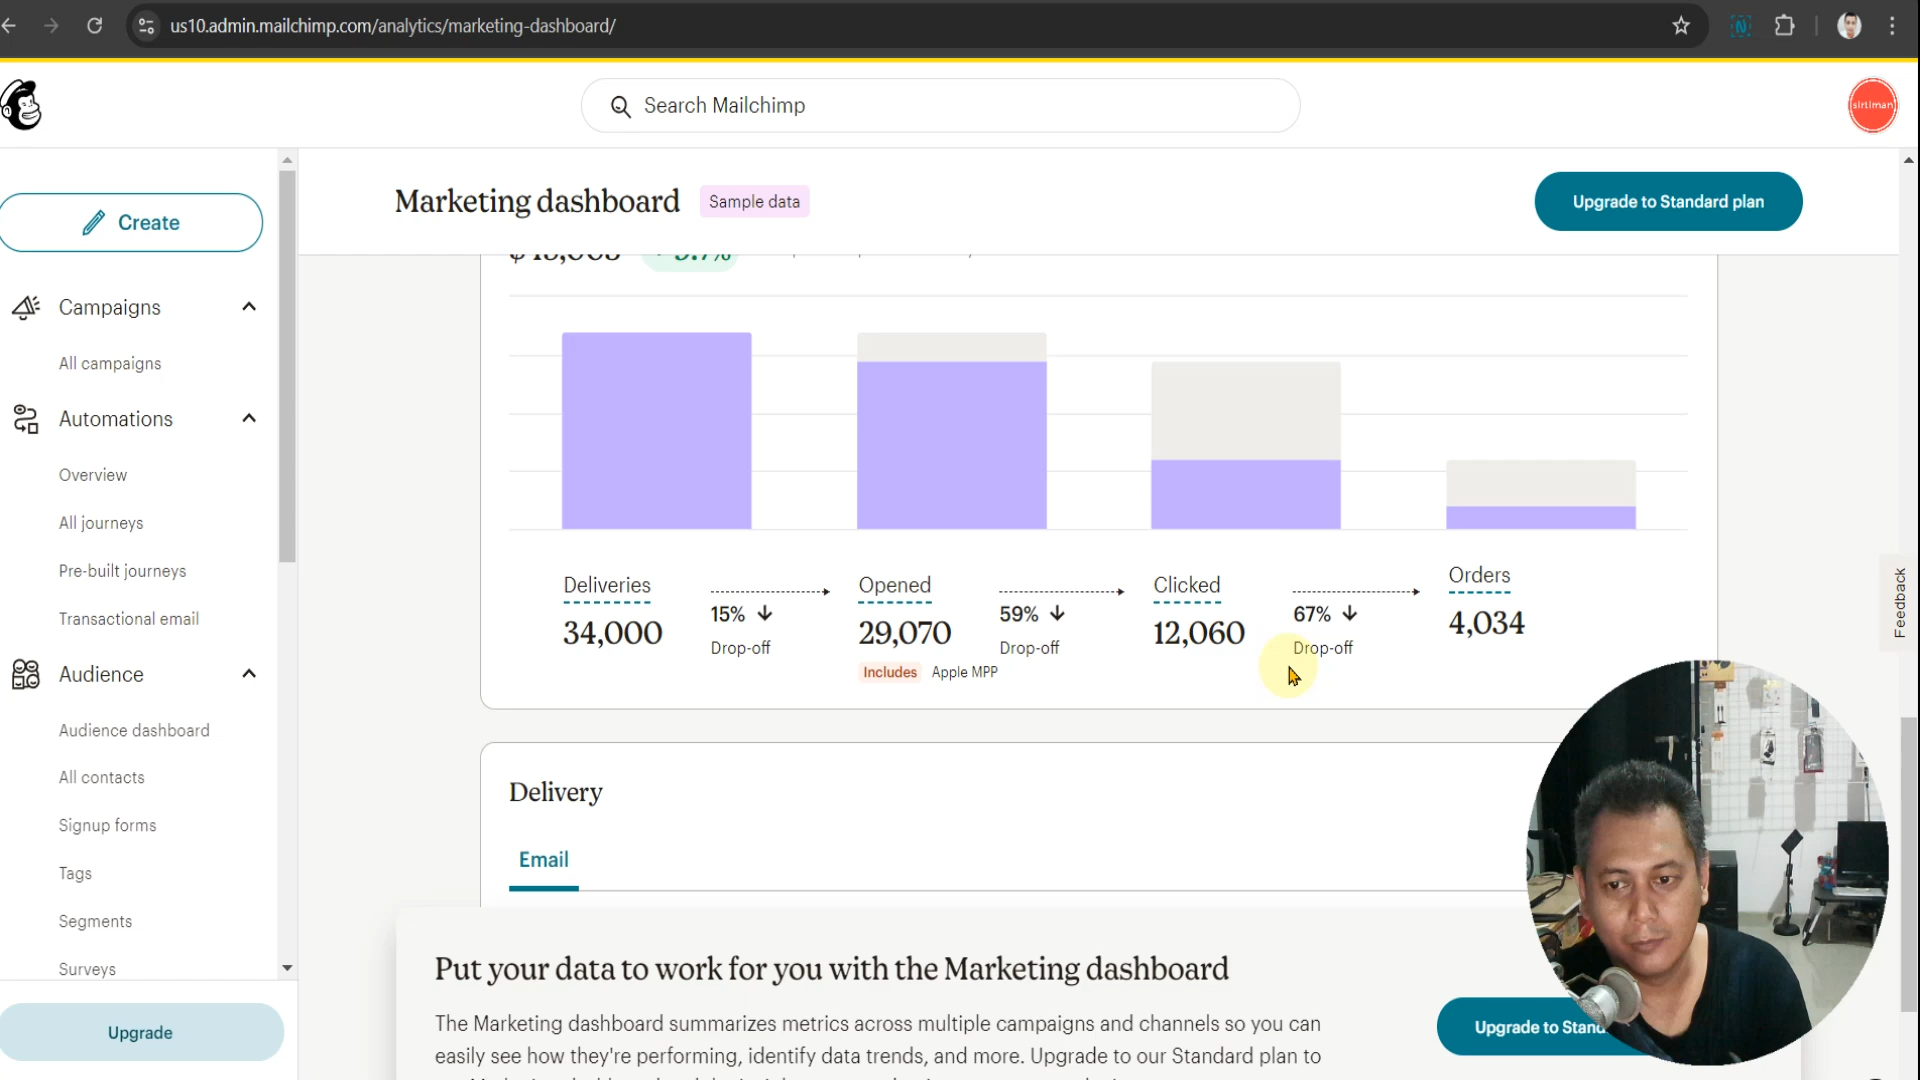 us10.admin.mailchimp.com/analytics/marketing-dashboard/
Search Mailchimp
sirtiman
Marketing dashboard
Sample data
Upgrade to Standard plan
Create
Campaigns
All campaigns
Automations
Overview
All journeys
Pre-built journeys
Transactional email
Audience
Audience dashboard
All contacts
Signup forms
Tags
Segments
Surveys
Upgrade
Deliveries
34,000
15%
Drop-off
Opened
29,070
Includes Apple MPP
59%
Drop-off
Clicked
12,060
67%
Drop-off
Orders
4,034
Feedback
Delivery
Email
Put your data to work for you with the Marketing dashboard
The Marketing dashboard summarizes metrics across multiple campaigns and channels so you can
easily see how they're performing, identify data trends, and more. Upgrade to our Standard plan to
Upgrade to Stand